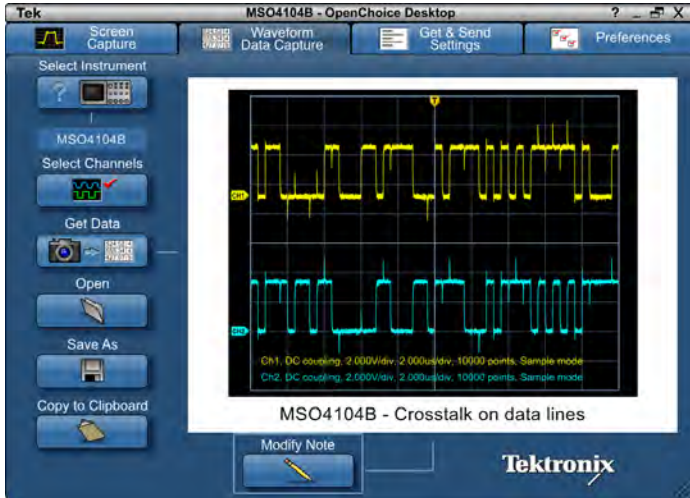 Tek
MSO4104B - OpenChoice Desktop
? _ X
Screen Capture
Waveform Data Capture
Get & Send Settings
Preferences
Select Instrument
?
MSO4104B
Select Channels
Get Data
Open
Save As
Copy to Clipboard
T
CH1
CH2
Ch1, DC coupling, 2.000V/div, 2.000us/div, 10000 points, Sample mode
Ch2, DC coupling, 2.000V/div, 2.000us/div, 10000 points, Sample mode
MSO4104B - Crosstalk on data lines
Modify Note
Tektronix